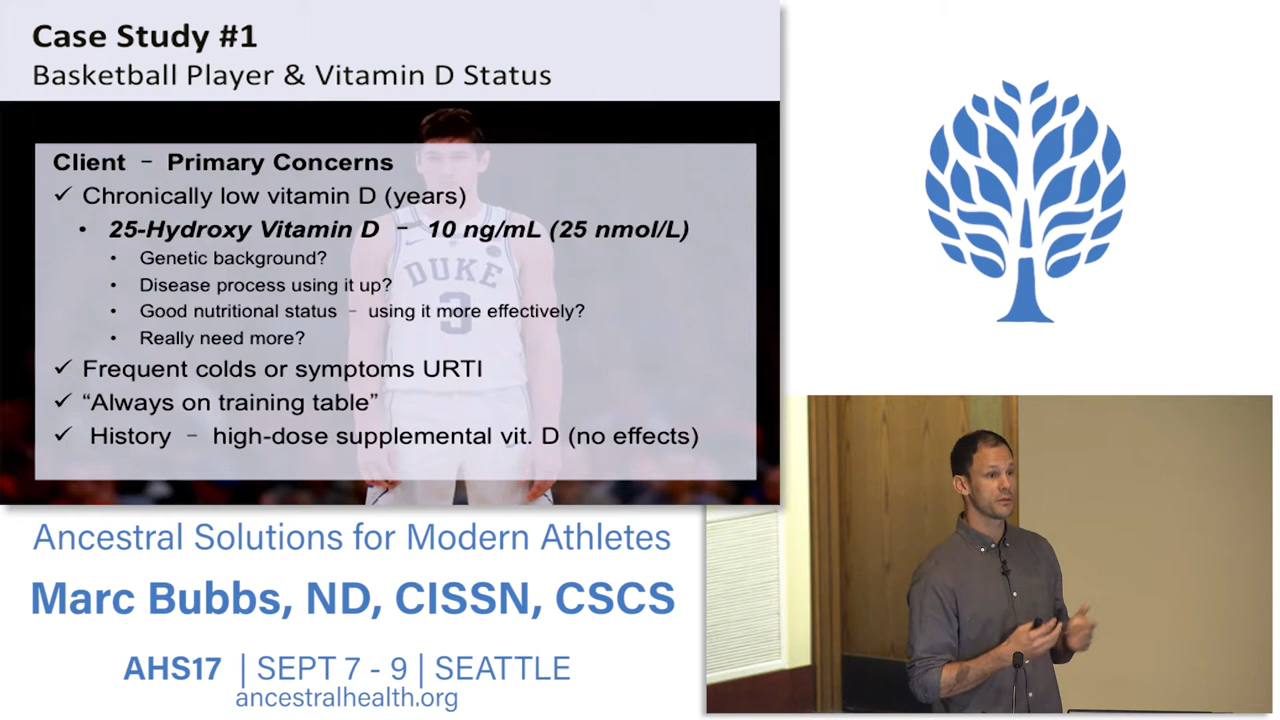 Case Study #1
Basketball Player & Vitamin D Status
Client – Primary Concerns
✓ Chronically low vitamin D (years)
• 25-Hydroxy Vitamin D – 10 ng/mL (25 nmol/L)
• Genetic background?
• Disease process using it up?
• Good nutritional status – using it more effectively?
• Really need more?
✓ Frequent colds or symptoms URTI
✓ “Always on training table”
✓ History – high-dose supplemental vit. D (no effects)
DUKE
3
Ancestral Solutions for Modern Athletes
Marc Bubbs, ND, CISSN, CSCS
AHS17 | SEPT 7 - 9 | SEATTLE
ancestralhealth.org